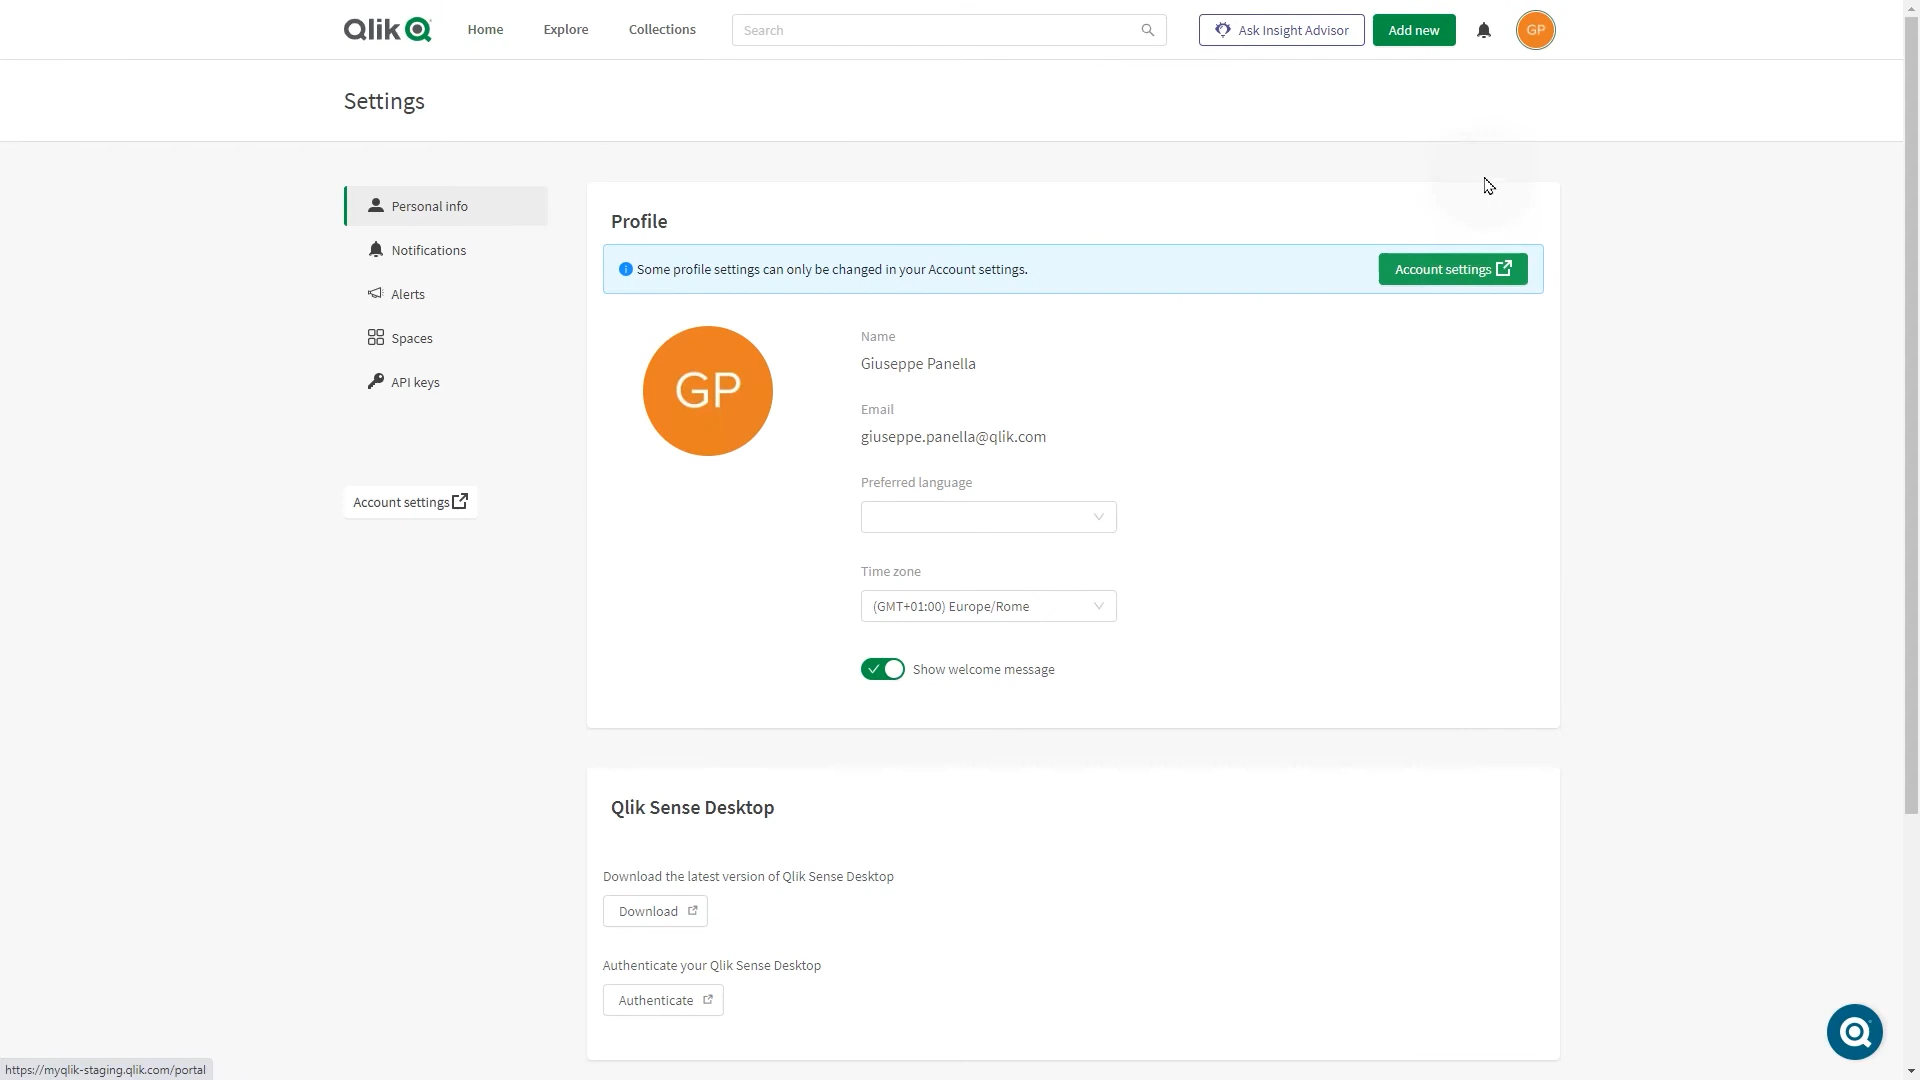 Qlik
Home
Explore
Collections
Search
Ask Insight Advisor
Add new
GP
Settings
Personal info
Notifications
Alerts
Spaces
API keys
Account settings
Profile
Some profile settings can only be changed in your Account settings.
Account settings
GP
Name
Giuseppe Panella
Email
giuseppe.panella@qlik.com
Preferred language
Time zone
(GMT+01:00) Europe/Rome
Show welcome message
Qlik Sense Desktop
Download the latest version of Qlik Sense Desktop
Download
Authenticate your Qlik Sense Desktop
Authenticate
https://myqlik-staging.qlik.com/portal